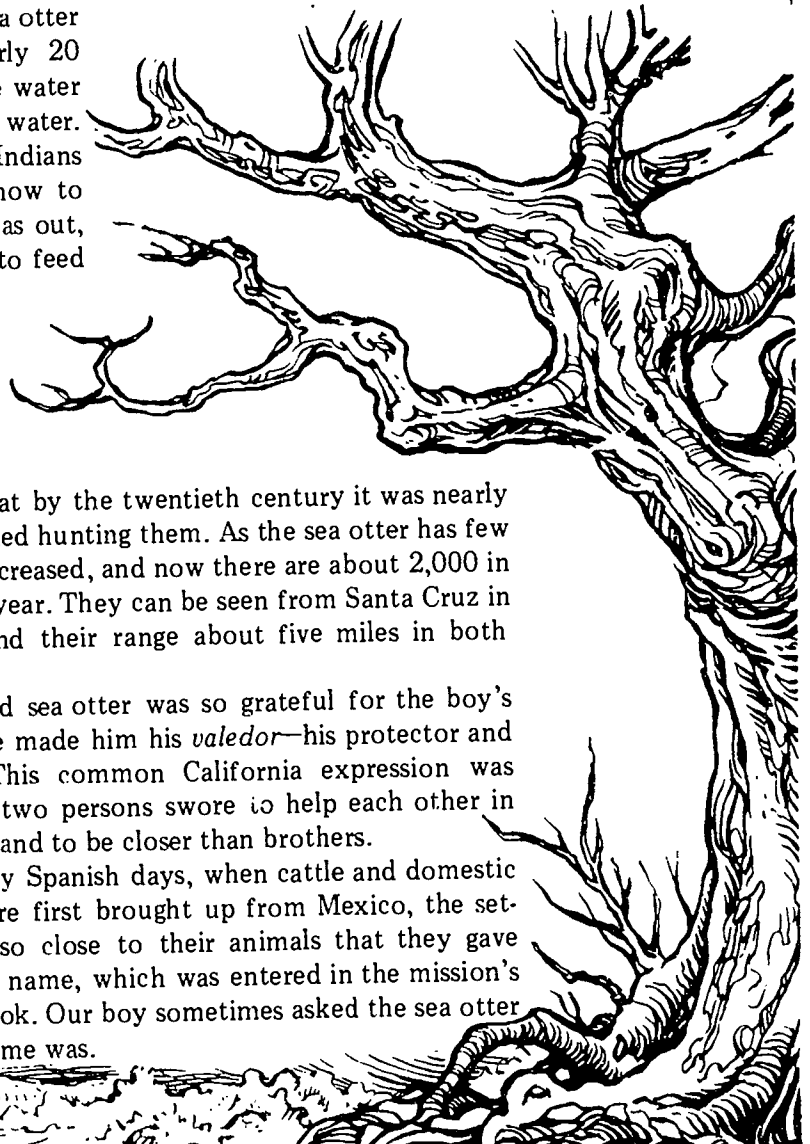 a otter
rly 20
e water
water.
Indians
how to
as out,
to feed
at by the twentieth century it was nearly
ed hunting them. As the sea otter has few
creased, and now there are about 2,000 in
year. They can be seen from Santa Cruz in
nd their range about five miles in both
d sea otter was so grateful for the boy's
e made him his valedor—his protector and
This common California expression was
two persons swore to help each other in
and to be closer than brothers.
y Spanish days, when cattle and domestic
re first brought up from Mexico, the set-
so close to their animals that they gave
name, which was entered in the mission's
ok. Our boy sometimes asked the sea otter
me was.